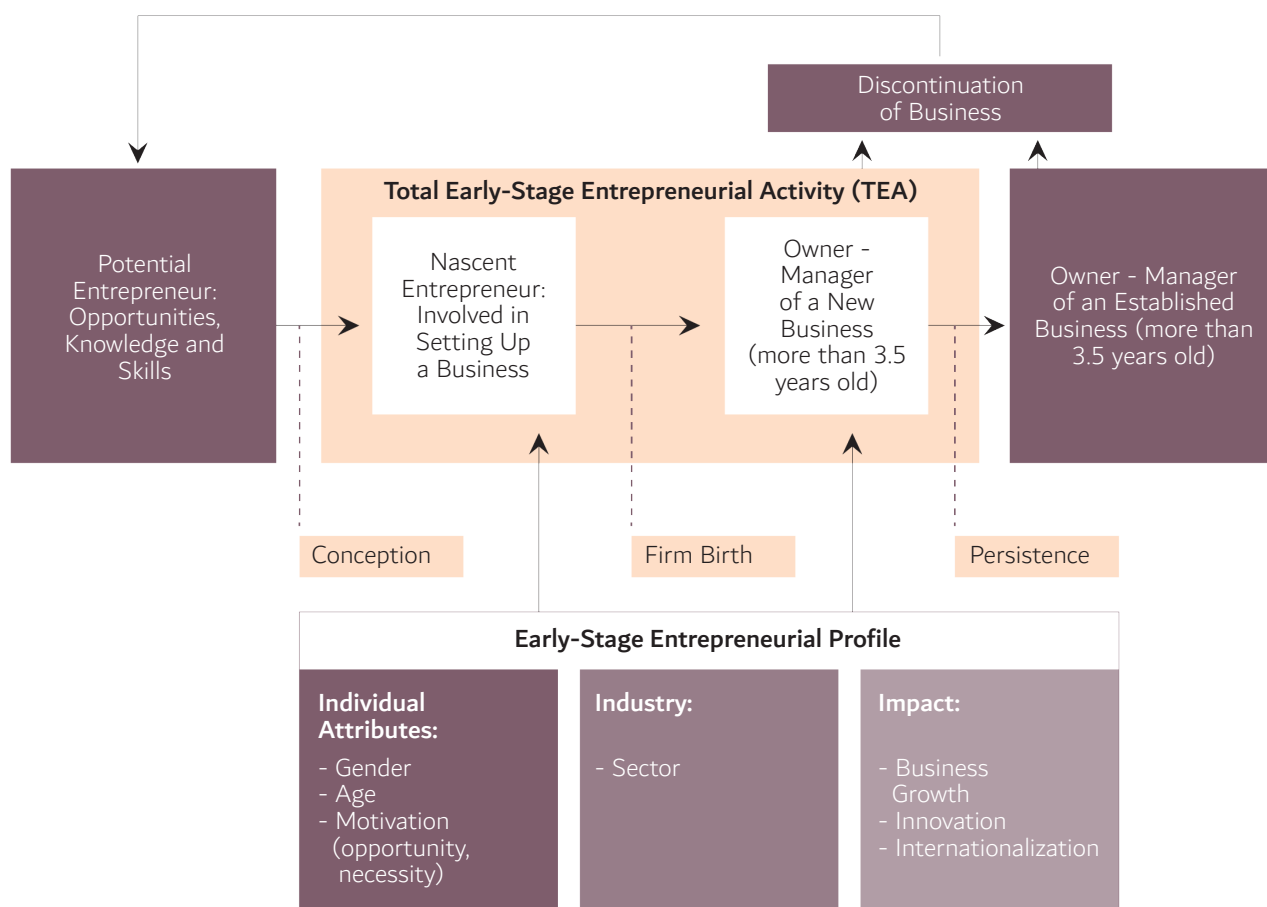 Discontinuation
of Business
Total Early-Stage Entrepreneurial Activity (TEA)
Potential
Entrepreneur:
Opportunities,
Knowledge and
Skills
Nascent
Entrepreneur:
Involved in
Setting Up
a Business
Owner -
Manager
of a New
Business
(more than 3.5
years old)
Owner - Manager
of an Established
Business (more than
3.5 years old)
Conception
Firm Birth
Persistence
Early-Stage Entrepreneurial Profile
Individual
Attributes:
- Gender
- Age
- Motivation
(opportunity,
necessity)
Industry:
- Sector
Impact:
- Business
Growth
- Innovation
- Internationalization